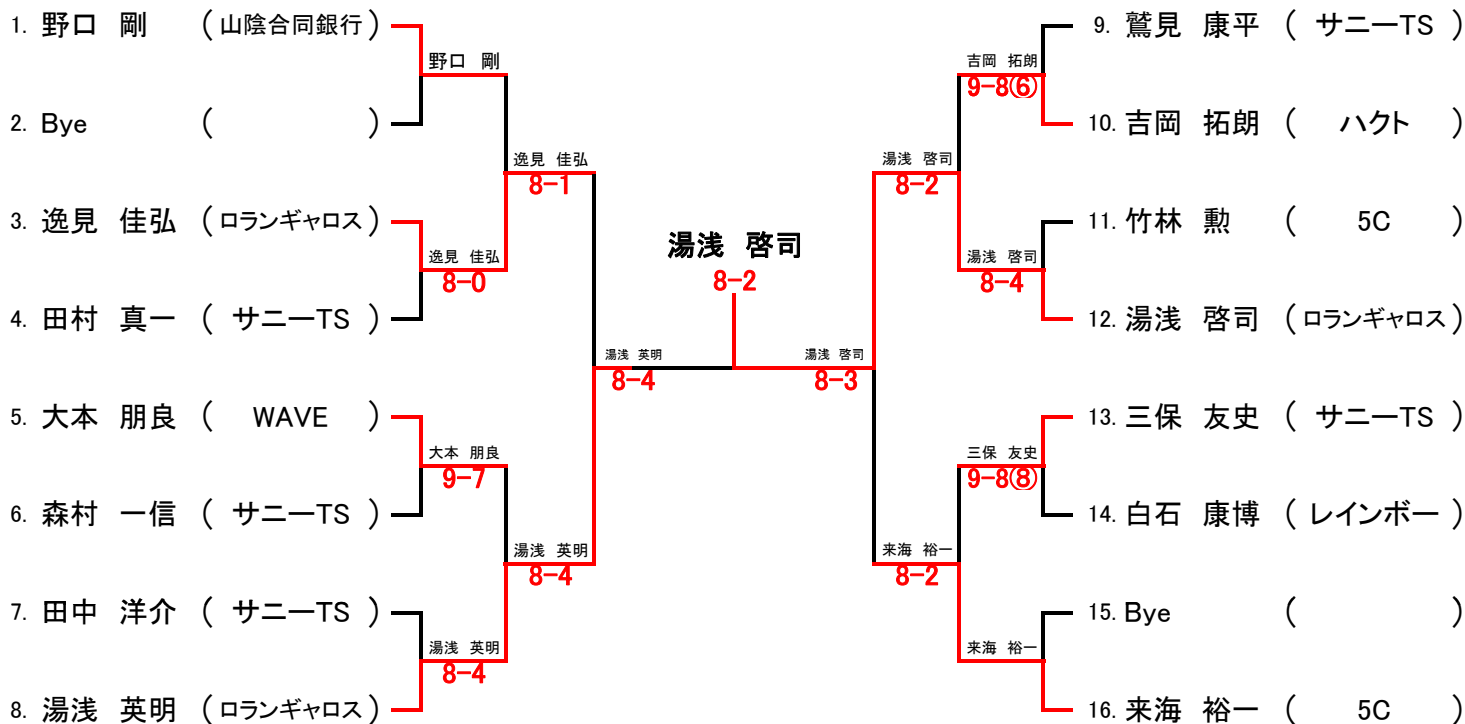 1. 野口 剛 (山陰合同銀行)
野口 剛
2. Bye ( )
逸見 佳弘
8-1
3. 逸見 佳弘 (ロランギャロス)
逸見 佳弘
8-0
4. 田村 真一 ( サニーTS )
湯浅 英明
8-4
5. 大本 朋良 ( WAVE )
大本 朋良
9-7
6. 森村 一信 ( サニーTS )
湯浅 英明
8-4
7. 田中 洋介 ( サニーTS )
湯浅 英明
8-4
8. 湯浅 英明 (ロランギャロス)
湯浅 啓司
8-2
9. 鷲見 康平 ( サニーTS )
吉岡 拓朗
9-8⑥
10. 吉岡 拓朗 ( ハクト )
湯浅 啓司
8-2
11. 竹林 勲 ( 5C )
湯浅 啓司
8-4
12. 湯浅 啓司 (ロランギャロス)
湯浅 啓司
8-3
13. 三保 友史 ( サニーTS )
三保 友史
9-8⑧
14. 白石 康博 ( レインボー )
来海 裕一
8-2
15. Bye ( )
来海 裕一
16. 来海 裕一 ( 5C )